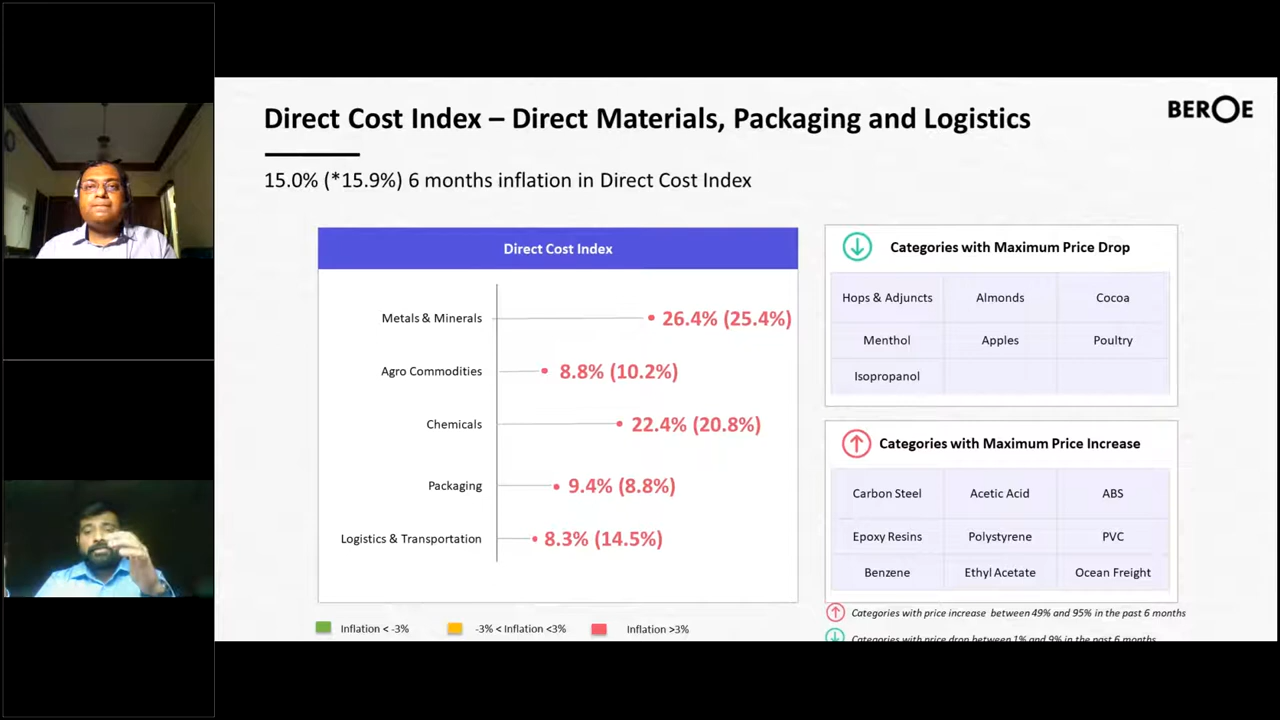 Direct Cost Index – Direct Materials, Packaging and Logistics
BEROE
15.0% (*15.9%) 6 months inflation in Direct Cost Index
Direct Cost Index
Metals & Minerals 26.4% (25.4%)
Agro Commodities 8.8% (10.2%)
Chemicals 22.4% (20.8%)
Packaging 9.4% (8.8%)
Logistics & Transportation 8.3% (14.5%)
Inflation < -3% -3% < Inflation <3% Inflation >3%
Categories with Maximum Price Drop
Hops & Adjuncts Almonds Cocoa
Menthol Apples Poultry
Isopropanol
Categories with Maximum Price Increase
Carbon Steel Acetic Acid ABS
Epoxy Resins Polystyrene PVC
Benzene Ethyl Acetate Ocean Freight
Categories with price increase between 49% and 95% in the past 6 months
Categories with price drop between 1% and 9% in the past 6 months